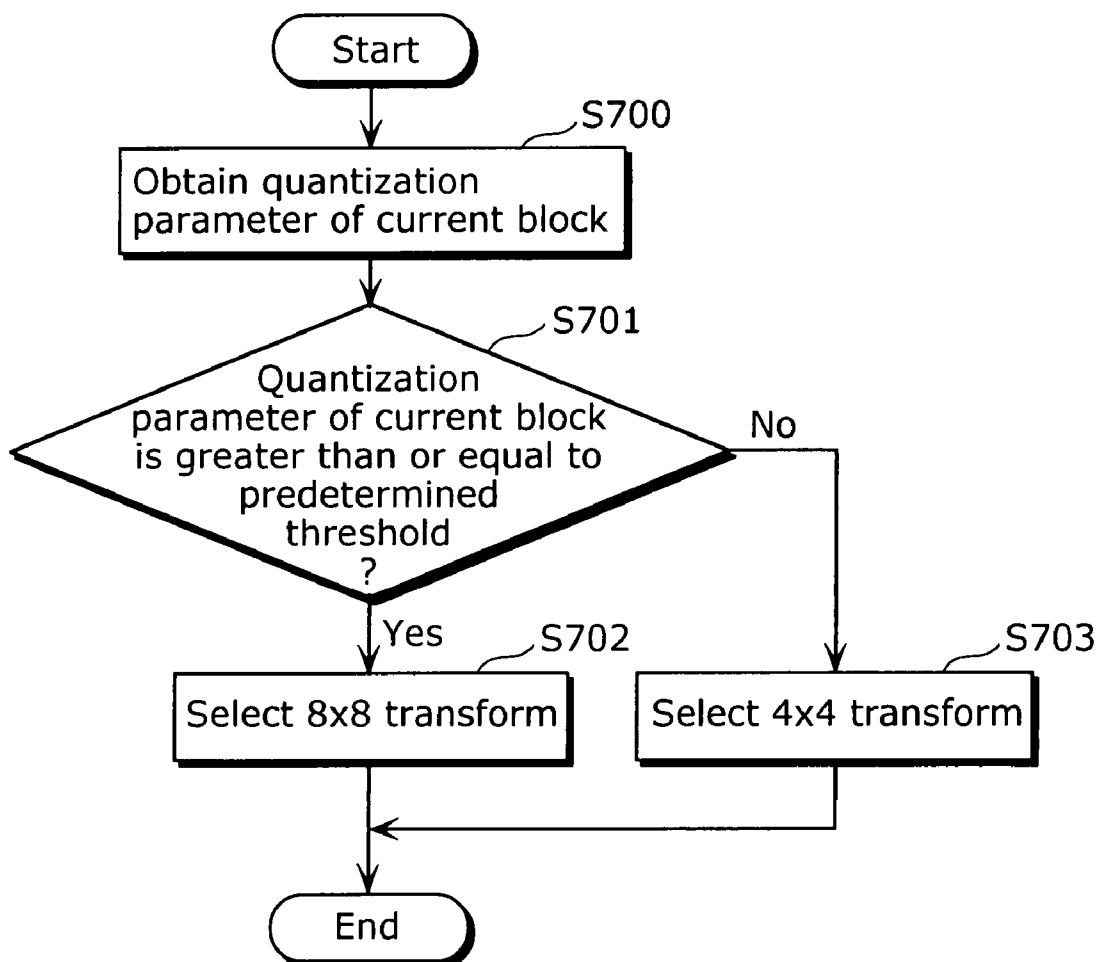 Start
S700
Obtain quantization
parameter of current block
S701
Quantization
parameter of current block
is greater than or equal to
predetermined
threshold
?
No
Yes
S702
Select 8x8 transform
S703
Select 4x4 transform
End